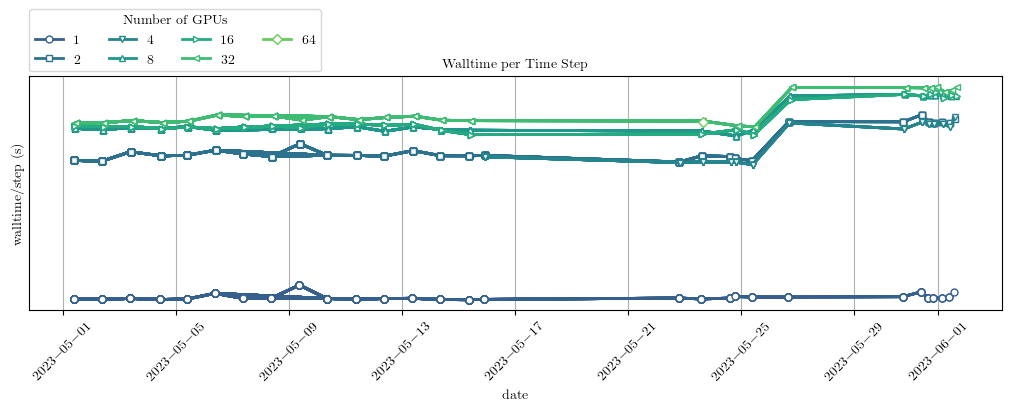 Number of GPUs
1 4 16 64
2 8 32
Walltime per Time Step
walltime/step (s)
2023−05−01 2023−05−05 2023−05−09 2023−05−13 2023−05−17 2023−05−21 2023−05−25 2023−05−29 2023−06−01
date